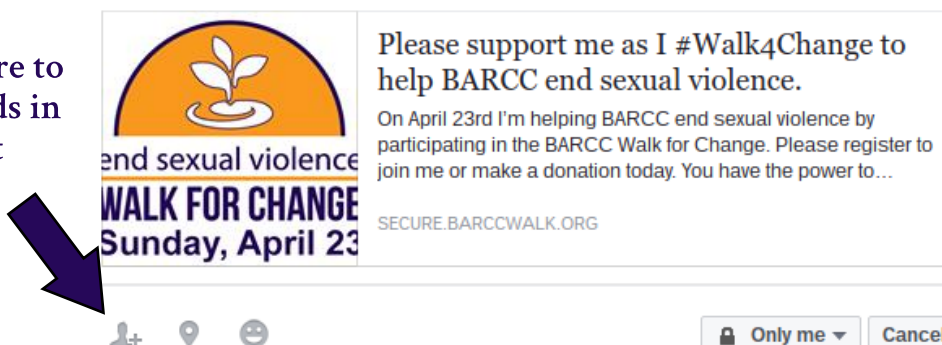 re to
ds in
t
end sexual violence
WALK FOR CHANGE
Sunday, April 23
Please support me as I #Walk4Change to
help BARCC end sexual violence.
On April 23rd I'm helping BARCC end sexual violence by
participating in the BARCC Walk for Change. Please register to
join me or make a donation today. You have the power to…
SECURE.BARCCWALK.ORG
Only me
Cancel